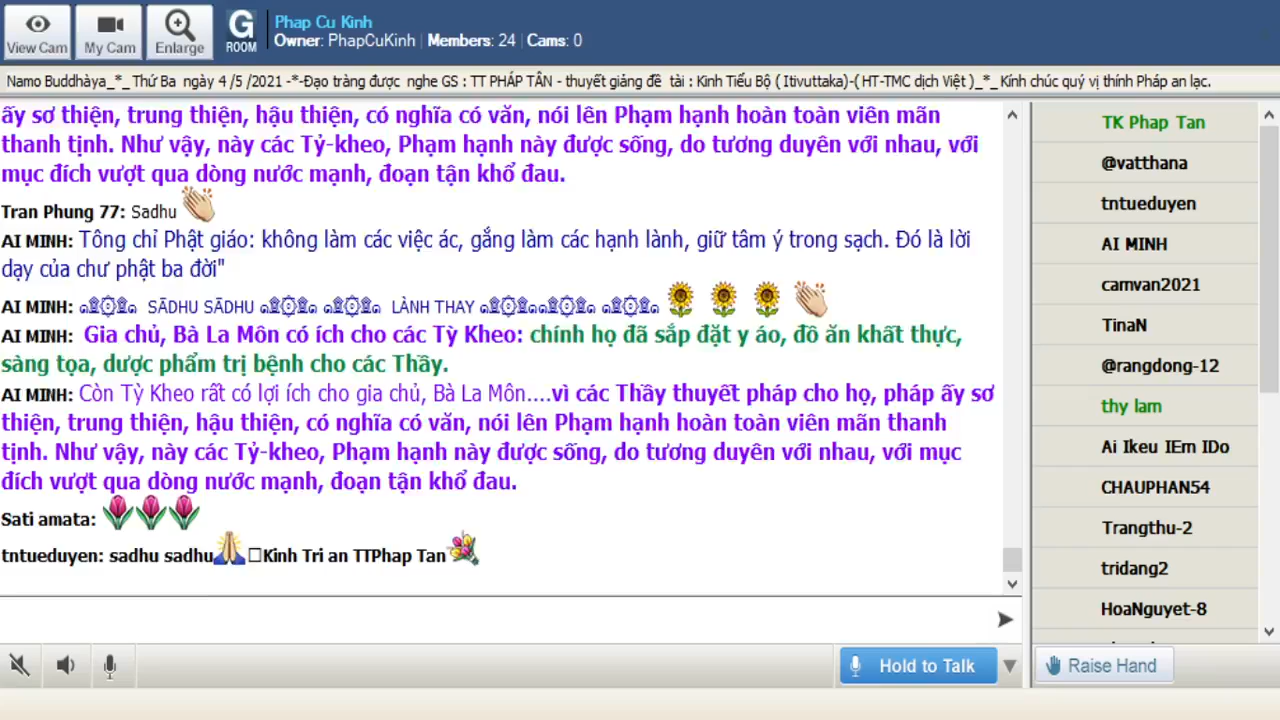 View Cam
My Cam
Enlarge
G
ROOM
Phap Cu Kinh
Owner: PhapCuKinh | Members: 24 | Cams: 0
Namo Buddhàya_*_Thứ Ba ngày 4 /5 /2021 -*-Đạo tràng được nghe GS : TT PHÁP TÂN - thuyết giảng đề tài : Kinh Tiểu Bộ ( Itivuttaka)-( HT-TMC dịch Việt )_*_ Kính chúc quý vị thính Pháp an lạc.
ấy sơ thiện, trung thiện, hậu thiện, có nghĩa có văn, nói lên Phạm hạnh hoàn toàn viên mãn
thanh tịnh. Như vậy, này các Tỷ-kheo, Phạm hạnh này được sống, do tương duyên với nhau, với
mục đích vượt qua dòng nước mạnh, đoạn tận khổ đau.
Tran Phung 77: Sadhu
AI MINH: Tông chỉ Phật giáo: không làm các việc ác, gắng làm các hạnh lành, giữ tâm ý trong sạch. Đó là lời
dạy của chư phật ba đời"
AI MINH: SĀDHU SĀDHU LÀNH THAY
AI MINH: Gia chủ, Bà La Môn có ích cho các Tỳ Kheo: chính họ đã sắp đặt y áo, đồ ăn khất thực,
sàng tọa, dược phẩm trị bệnh cho các Thầy.
AI MINH: Còn Tỳ Kheo rất có lợi ích cho gia chủ, Bà La Môn....vì các Thầy thuyết pháp cho họ, pháp ấy sơ
thiện, trung thiện, hậu thiện, có nghĩa có văn, nói lên Phạm hạnh hoàn toàn viên mãn thanh
tịnh. Như vậy, này các Tỷ-kheo, Phạm hạnh này được sống, do tương duyên với nhau, với mục
đích vượt qua dòng nước mạnh, đoạn tận khổ đau.
Sati amata:
tntueduyen: sadhu sadhu Kinh Tri an TTPhap Tan
TK Phap Tan
@vatthana
tntueduyen
AI MINH
camvan2021
TinaN
@rangdong-12
thy lam
Ai Ikeu IEm IDo
CHAUPHAN54
Trangthu-2
tridang2
HoaNguyet-8
Hold to Talk
Raise Hand